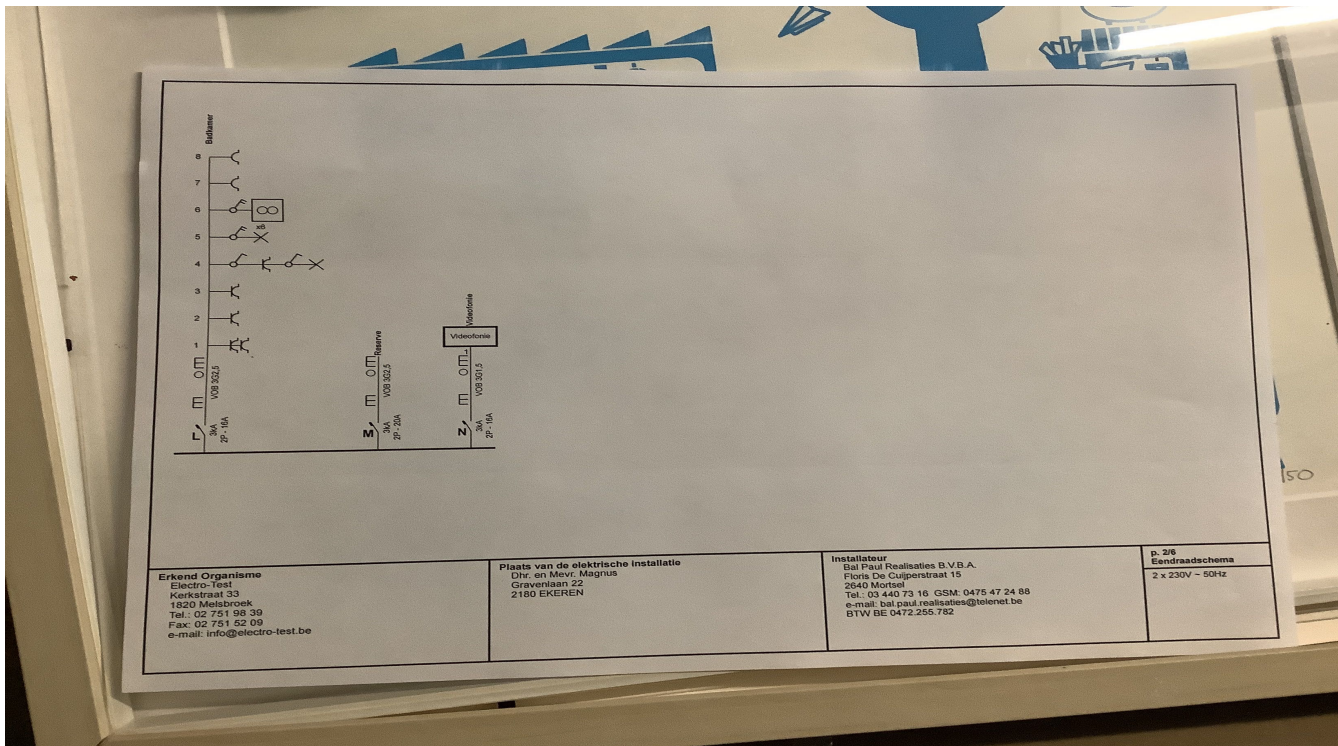 Badkamer
8
7
6
5
4
3
2
1
VOB 3G2,5
L
3kA
2P - 16A
Reserve
VOB 3G2,5
M
3kA
2P - 20A
Videofonie
Videofonie
VOB 3G1,5
N
3kA
2P - 16A
150
Erkend Organisme
Electro-Test
Kerkstraat 33
1820 Melsbroek
Tel.: 02 751 98 39
Fax: 02 751 52 09
e-mail: info@electro-test.be
Plaats van de elektrische installatie
Dhr. en Mevr. Magnus
Gravenlaan 22
2180 EKEREN
Installateur
Bal Paul Realisaties B.V.B.A.
Floris De Cuijperstraat 15
2640 Mortsel
Tel.: 03 440 73 16 GSM: 0475 47 24 88
e-mail: bal.paul.realisaties@telenet.be
BTW BE 0472.255.782
p. 2/6
Eendraadschema
2 x 230V ~ 50Hz